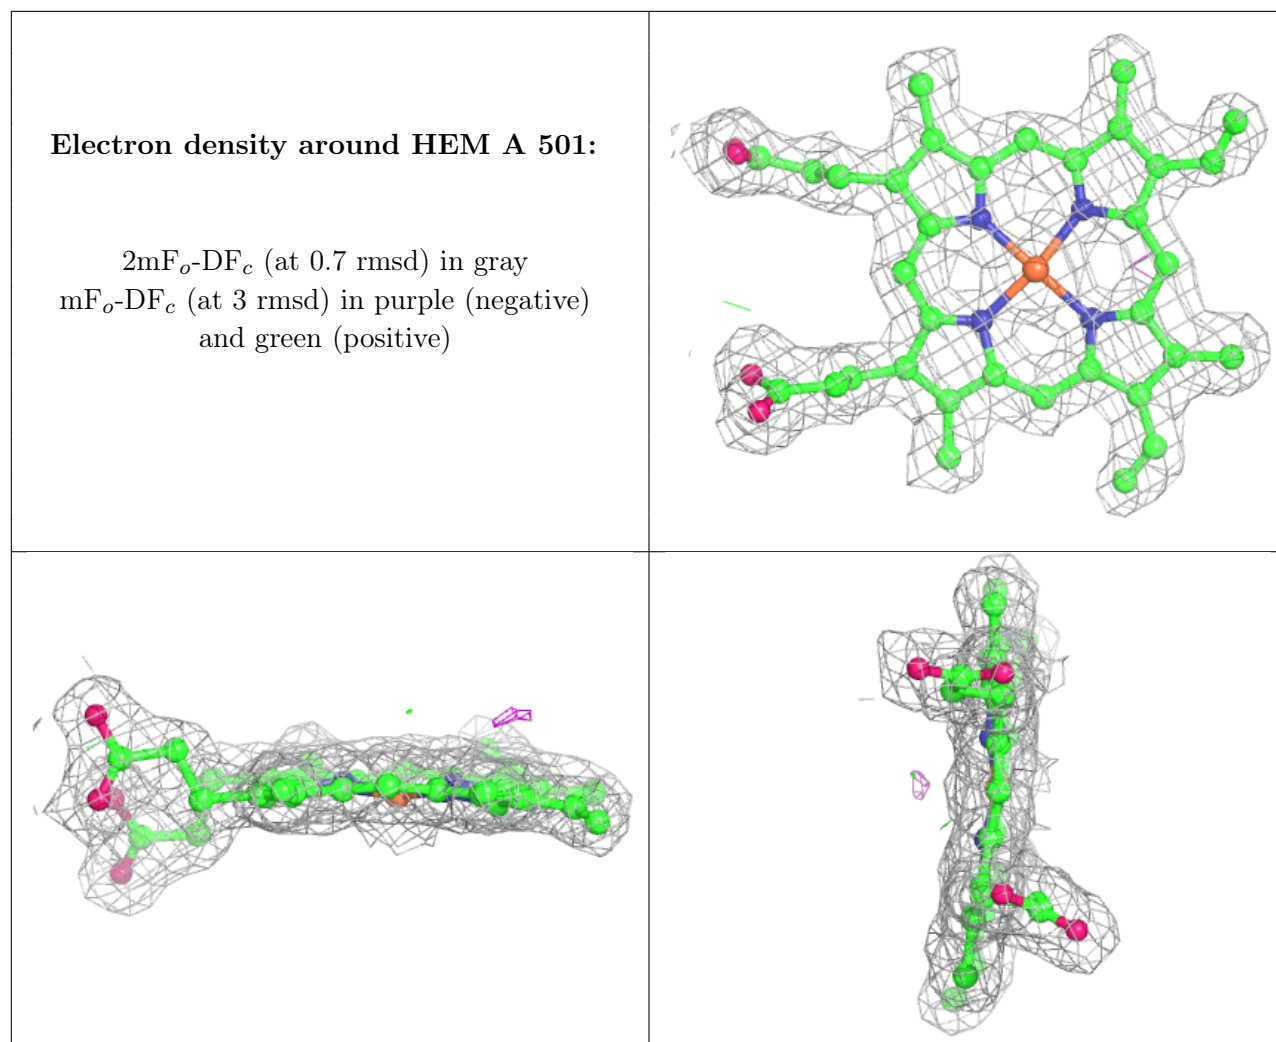 Electron density around HEM A 501:
2mFₒ-DF𝒸 (at 0.7 rmsd) in gray
mFₒ-DF𝒸 (at 3 rmsd) in purple (negative)
and green (positive)